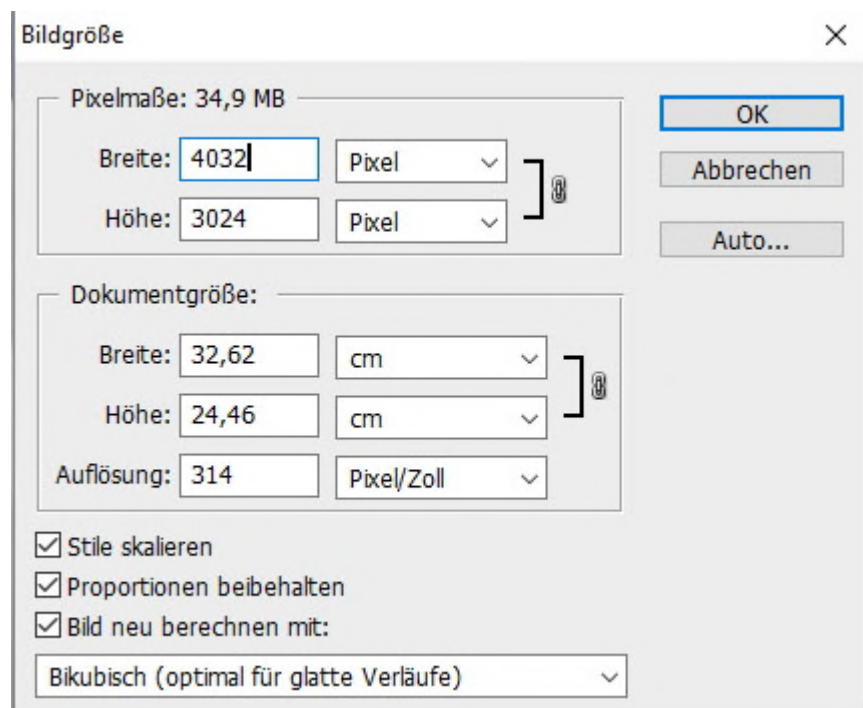 Bildgröße
Pixelmaße: 34,9 MB
OK
Breite: 4032 Pixel
Abbrechen
Höhe: 3024 Pixel
Auto...
Dokumentgröße:
Breite: 32,62 cm
Höhe: 24,46 cm
Auflösung: 314 Pixel/Zoll
Stile skalieren
Proportionen beibehalten
Bild neu berechnen mit:
Bikubisch (optimal für glatte Verläufe)